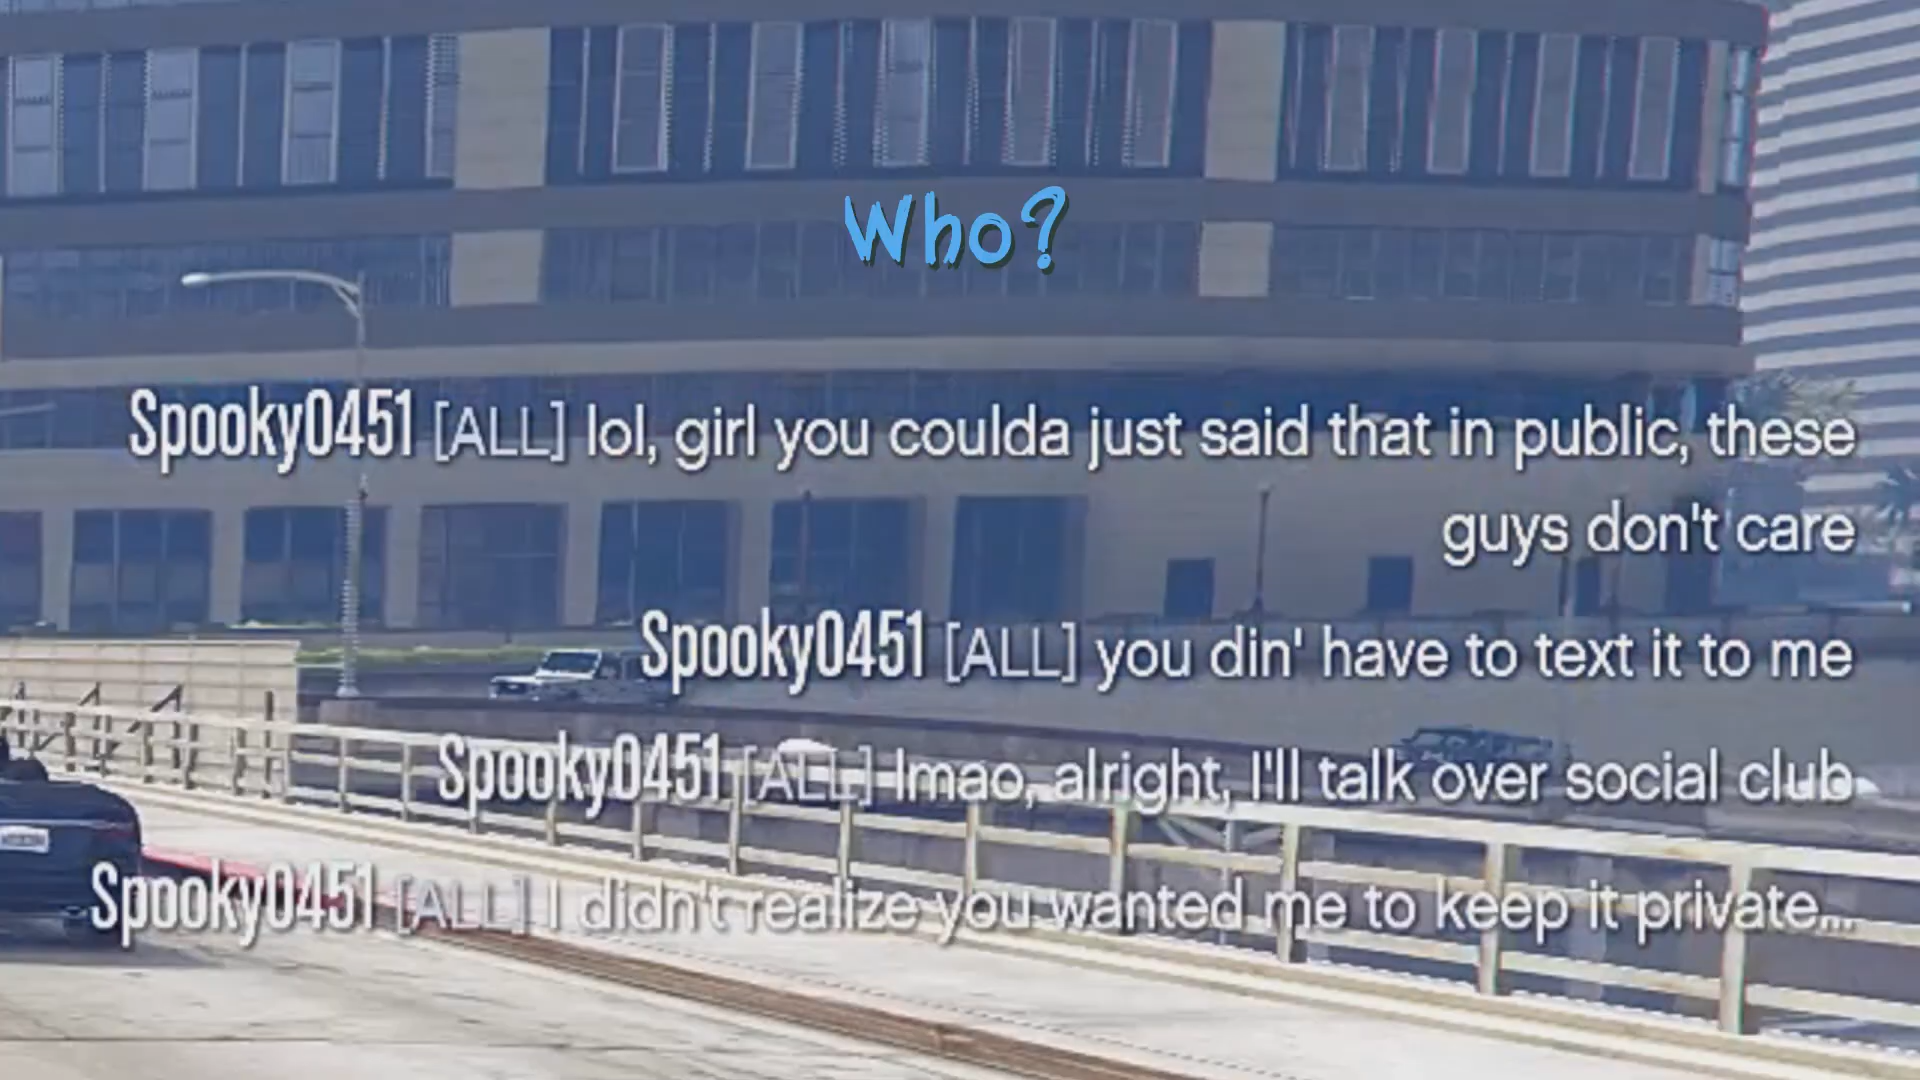 Who?
Spooky0451 [ALL] lol, girl you coulda just said that in public, these
guys don't care
Spooky0451 [ALL] you din' have to text it to me
Spooky0451 [ALL] lmao, alright, I'll talk over social club
Spooky0451 [ALL] I didn't realize you wanted me to keep it private...